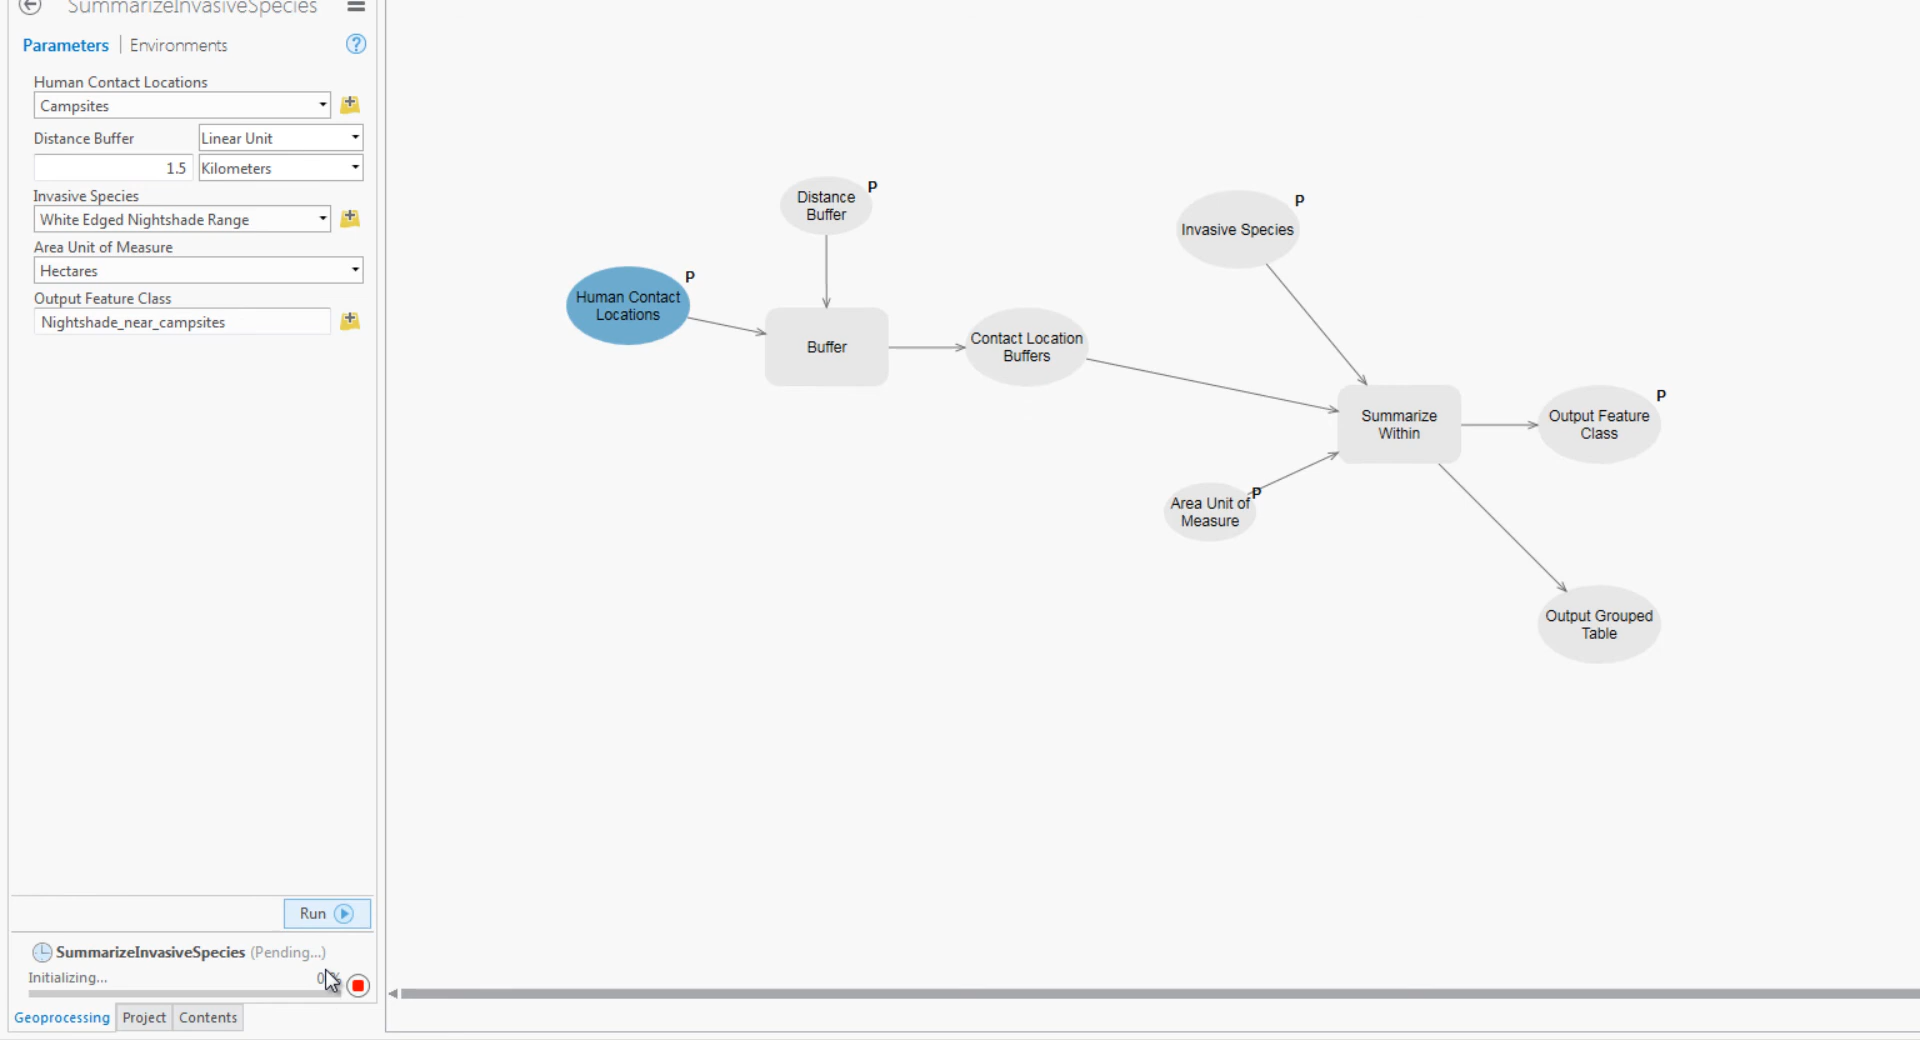 SummarizeInvasiveSpecies
Parameters | Environments
?
Human Contact Locations
Campsites
Distance Buffer
Linear Unit
1.5
Kilometers
Invasive Species
White Edged Nightshade Range
Area Unit of Measure
Hectares
Output Feature Class
Nightshade_near_campsites
Run
SummarizeInvasiveSpecies (Pending...)
Initializing...
Geoprocessing
Project
Contents
Distance
Buffer
P
Invasive Species
P
Human Contact
Locations
P
Buffer
Contact Location
Buffers
Summarize
Within
Output Feature
Class
P
Area Unit of
Measure
P
Output Grouped
Table